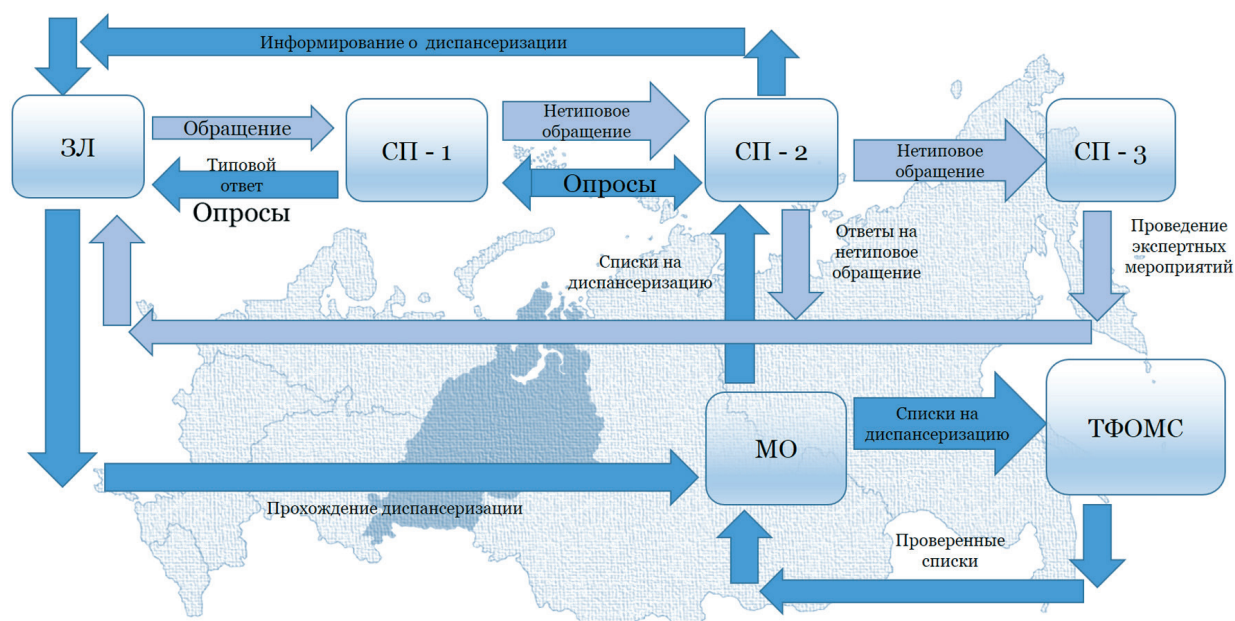 Информирование о диспансеризации
ЗЛ
Обращение
СП - 1
Нетиповое
обращение
СП - 2
Нетиповое
обращение
СП - 3
Типовой
ответ
Опросы
Опросы
Списки на
диспансеризацию
Ответы на
нетиповое
обращение
Проведение
экспертных
мероприятий
МО
Списки на
диспансеризацию
ТФОМС
Прохождение диспансеризации
Проверенные
списки